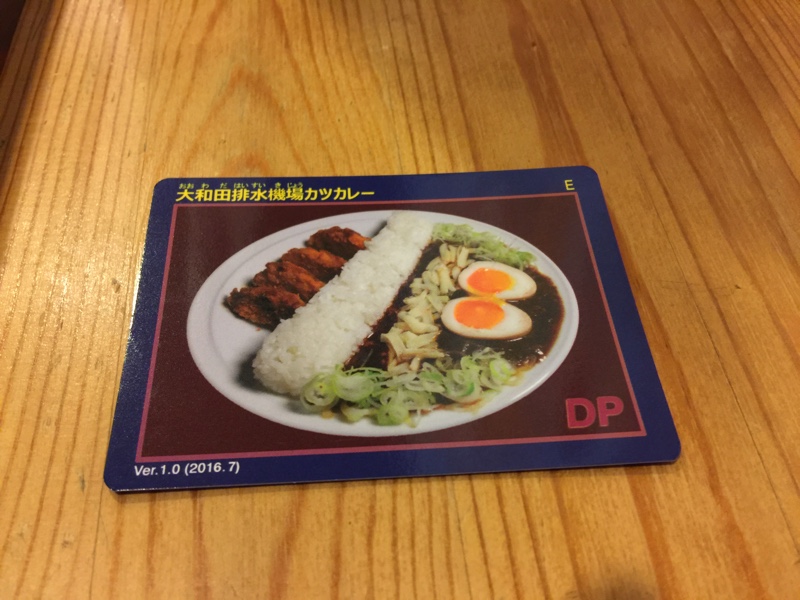 おおわだはいすいきじょう
大和田排水機場カツカレー
E
DP
Ver.1.0 (2016.7)